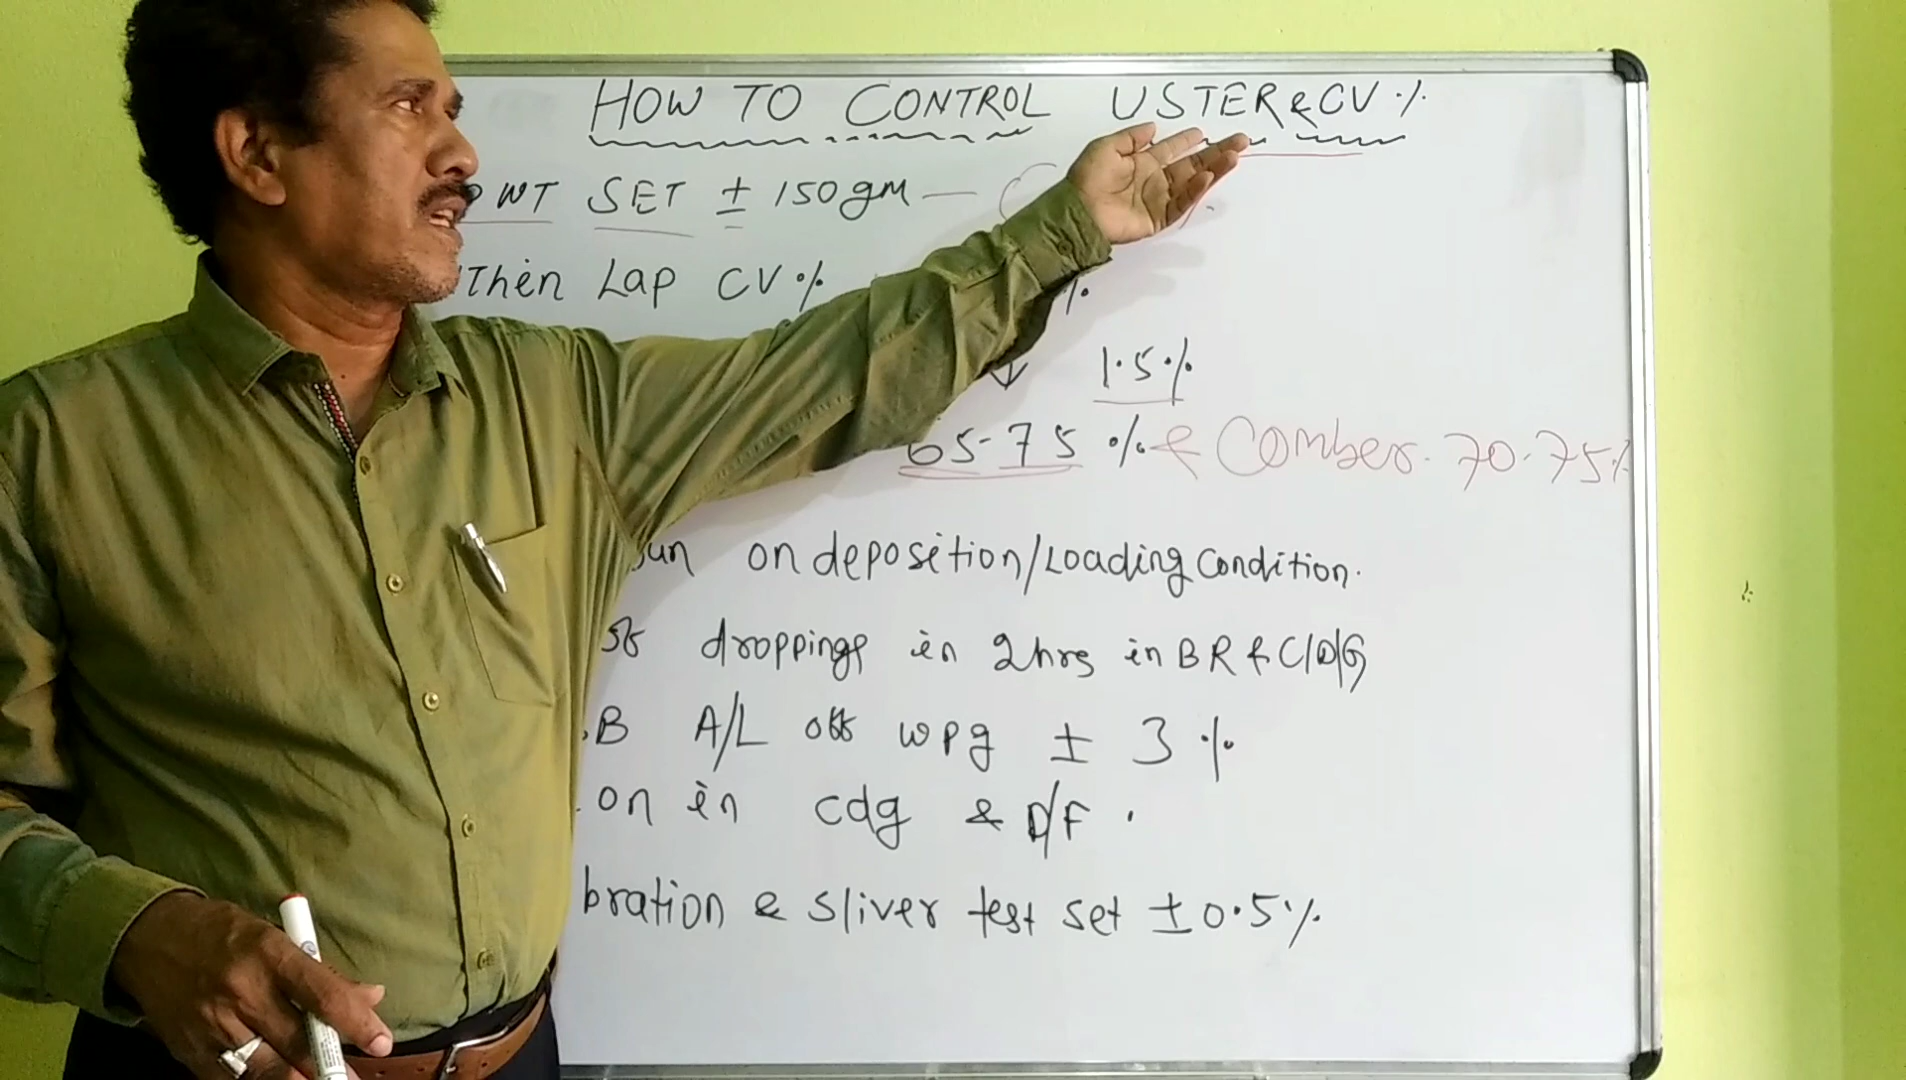 HOW TO CONTROL USTER & CV %
WT SET ± 150gm —
Then Lap CV %
%
1.5 %
65-75 % & Comber. 70.75%
on deposition/Loading Condition.
droppings in 2hrs in BR & C/D/G
B A/L off wpg ± 3 %
on in cdg & D/F .
bration & sliver test set ± 0.5 %